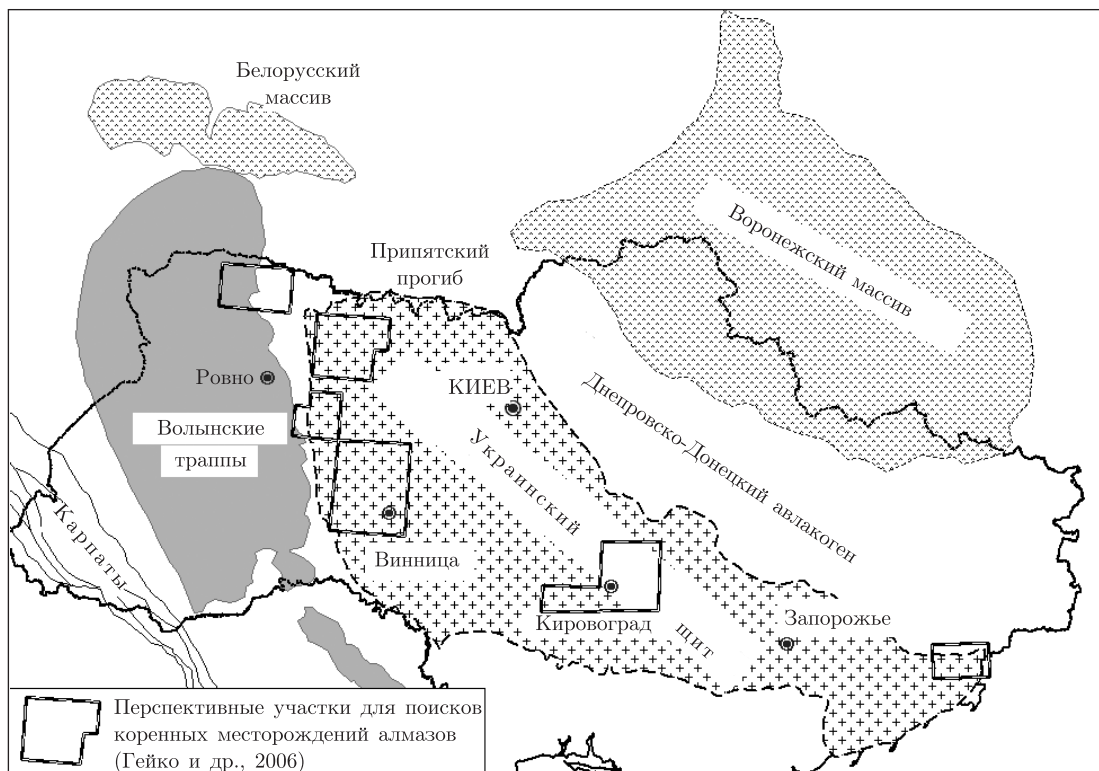 Белорусский
массив
Воронежский массив
Припятский
прогиб
Ровно
КИЕВ
Волынские
траппы
Днепровско-Донецкий авлакоген
Украинский
щит
Карпаты
Винница
Кировоград
Запорожье
Перспективные участки для поисков
коренных месторождений алмазов
(Гейко и др., 2006)